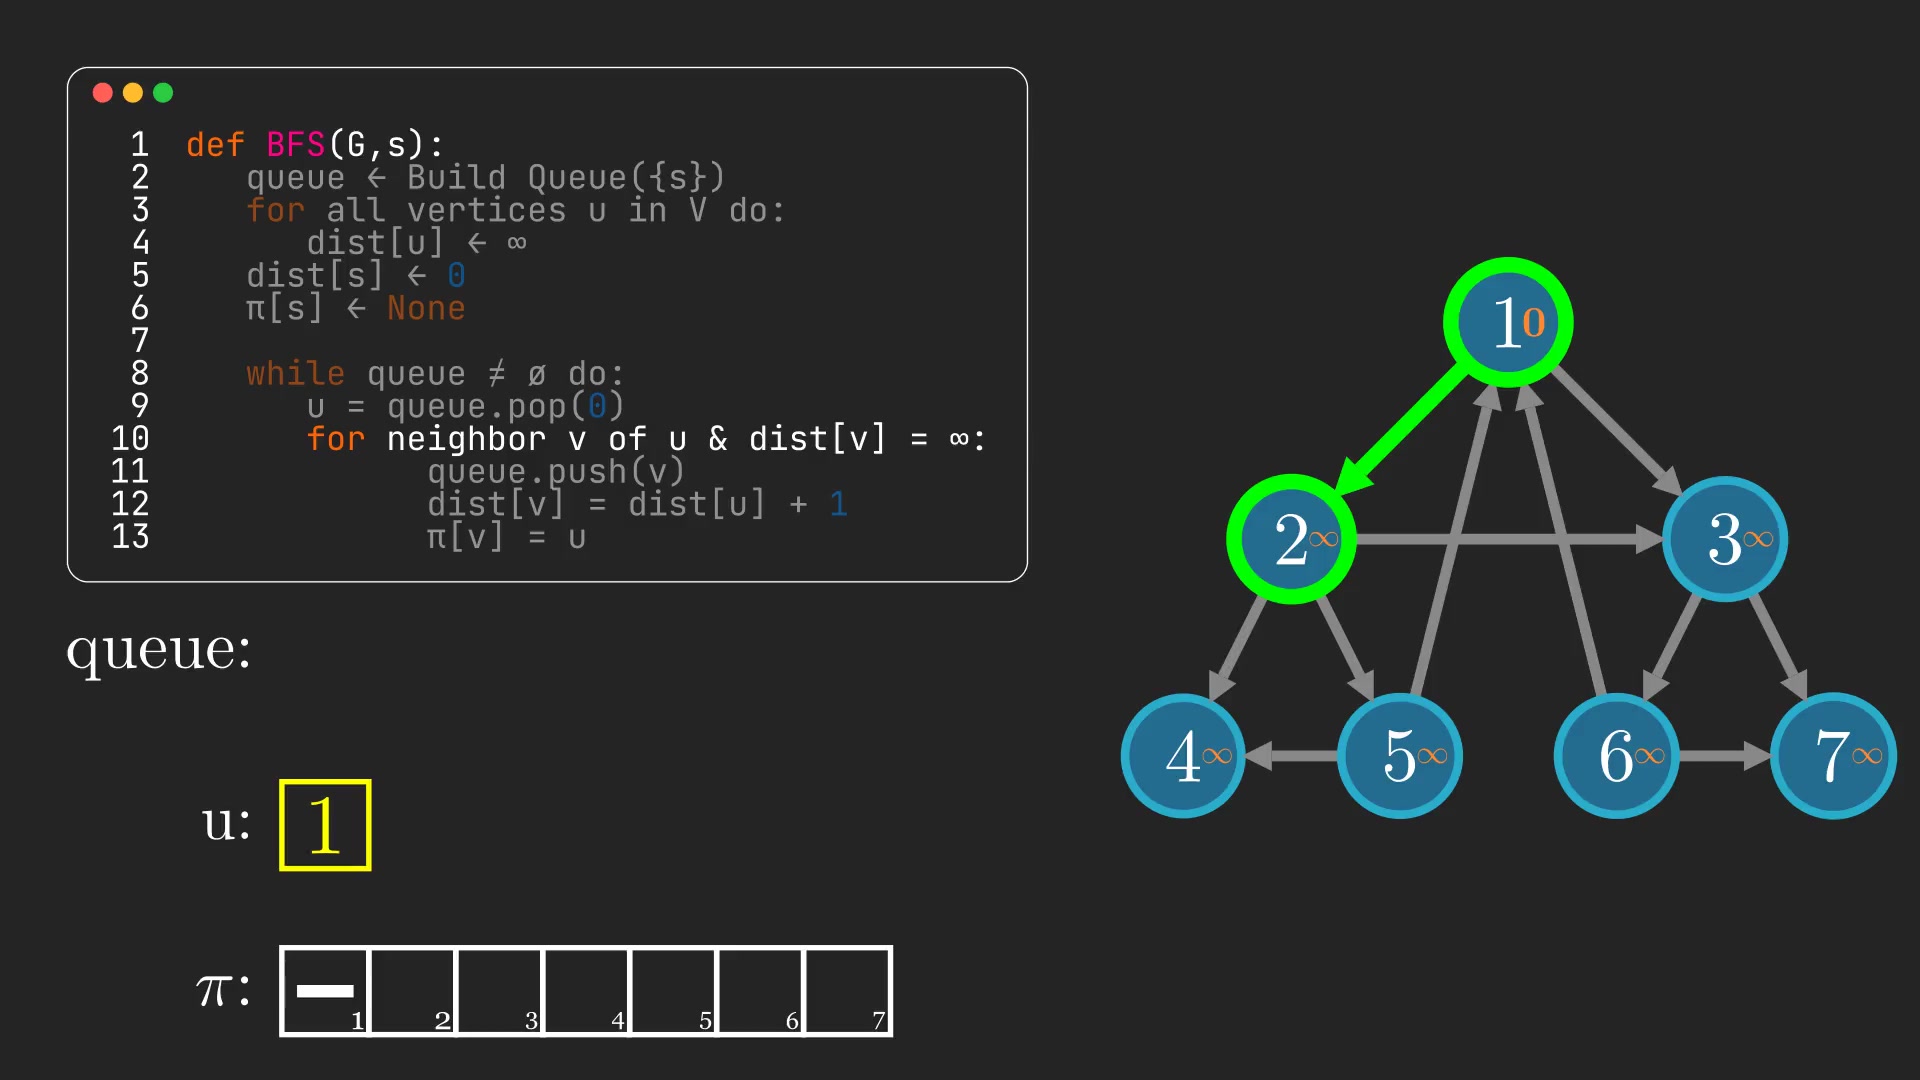 1 def BFS(G,s):
2 queue ← Build Queue({s})
3 for all vertices u in V do:
4 dist[u] ← ∞
5 dist[s] ← 0
6 π[s] ← None
7
8 while queue ≠ ø do:
9 u = queue.pop(0)
10 for neighbor v of u & dist[v] = ∞:
11 queue.push(v)
12 dist[v] = dist[u] + 1
13 π[v] = u
queue:
u: 1
π: — 1 2 3 4 5 6 7
1 0
2 ∞ 3 ∞
4 ∞ 5 ∞ 6 ∞ 7 ∞